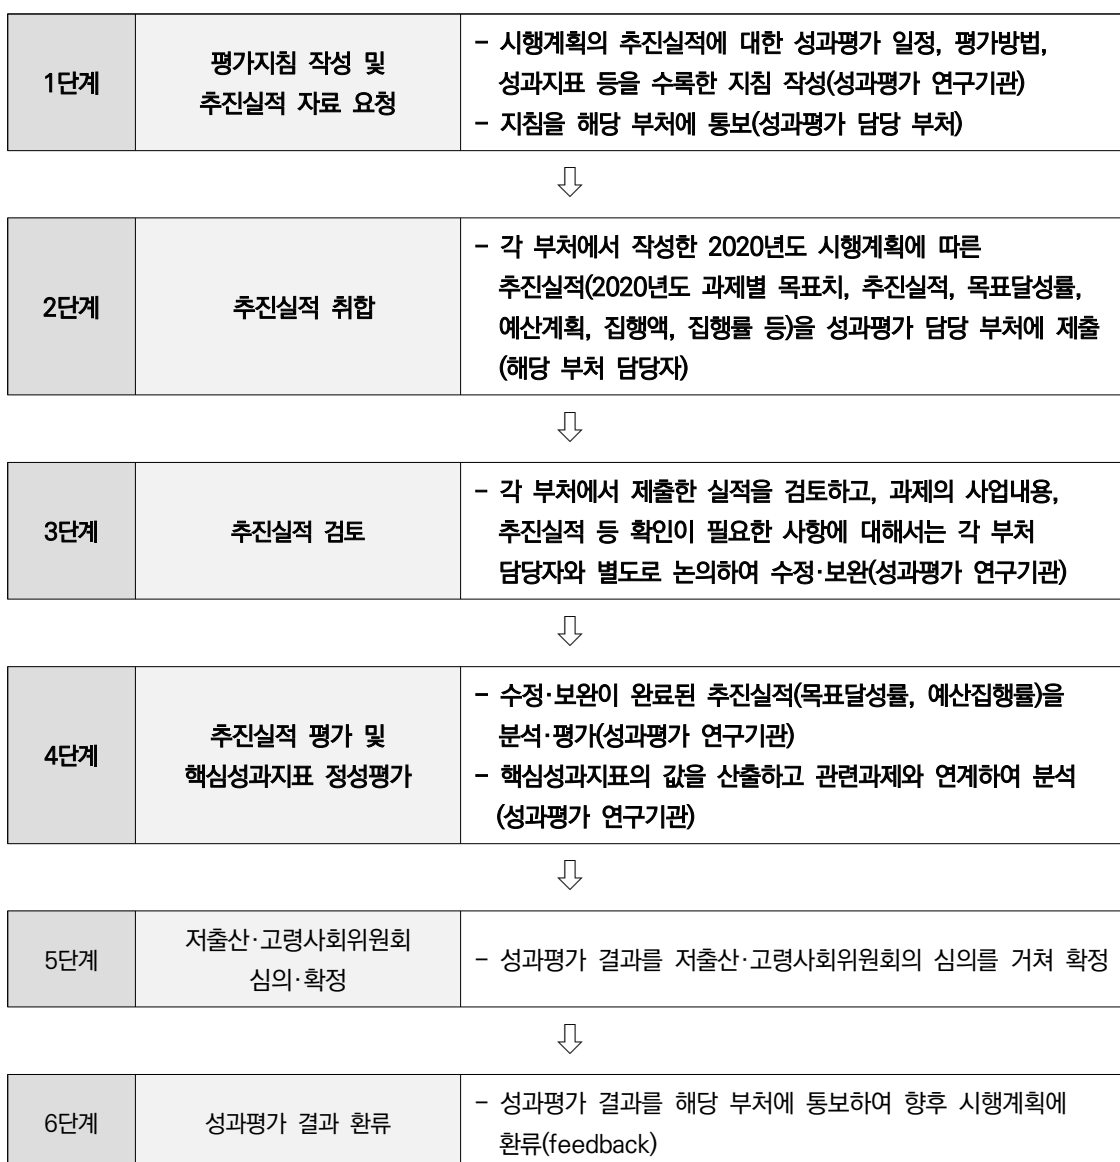 1단계
평가지침 작성 및
추진실적 자료 요청
- 시행계획의 추진실적에 대한 성과평가 일정, 평가방법,
성과지표 등을 수록한 지침 작성(성과평가 연구기관)
- 지침을 해당 부처에 통보(성과평가 담당 부처)
2단계
추진실적 취합
- 각 부처에서 작성한 2020년도 시행계획에 따른
추진실적(2020년도 과제별 목표치, 추진실적, 목표달성률,
예산계획, 집행액, 집행률 등)을 성과평가 담당 부처에 제출
(해당 부처 담당자)
3단계
추진실적 검토
- 각 부처에서 제출한 실적을 검토하고, 과제의 사업내용,
추진실적 등 확인이 필요한 사항에 대해서는 각 부처
담당자와 별도로 논의하여 수정·보완(성과평가 연구기관)
4단계
추진실적 평가 및
핵심성과지표 정성평가
- 수정·보완이 완료된 추진실적(목표달성률, 예산집행률)을
분석·평가(성과평가 연구기관)
- 핵심성과지표의 값을 산출하고 관련과제와 연계하여 분석
(성과평가 연구기관)
5단계
저출산·고령사회위원회
심의·확정
- 성과평가 결과를 저출산·고령사회위원회의 심의를 거쳐 확정
6단계
성과평가 결과 환류
- 성과평가 결과를 해당 부처에 통보하여 향후 시행계획에
환류(feedback)